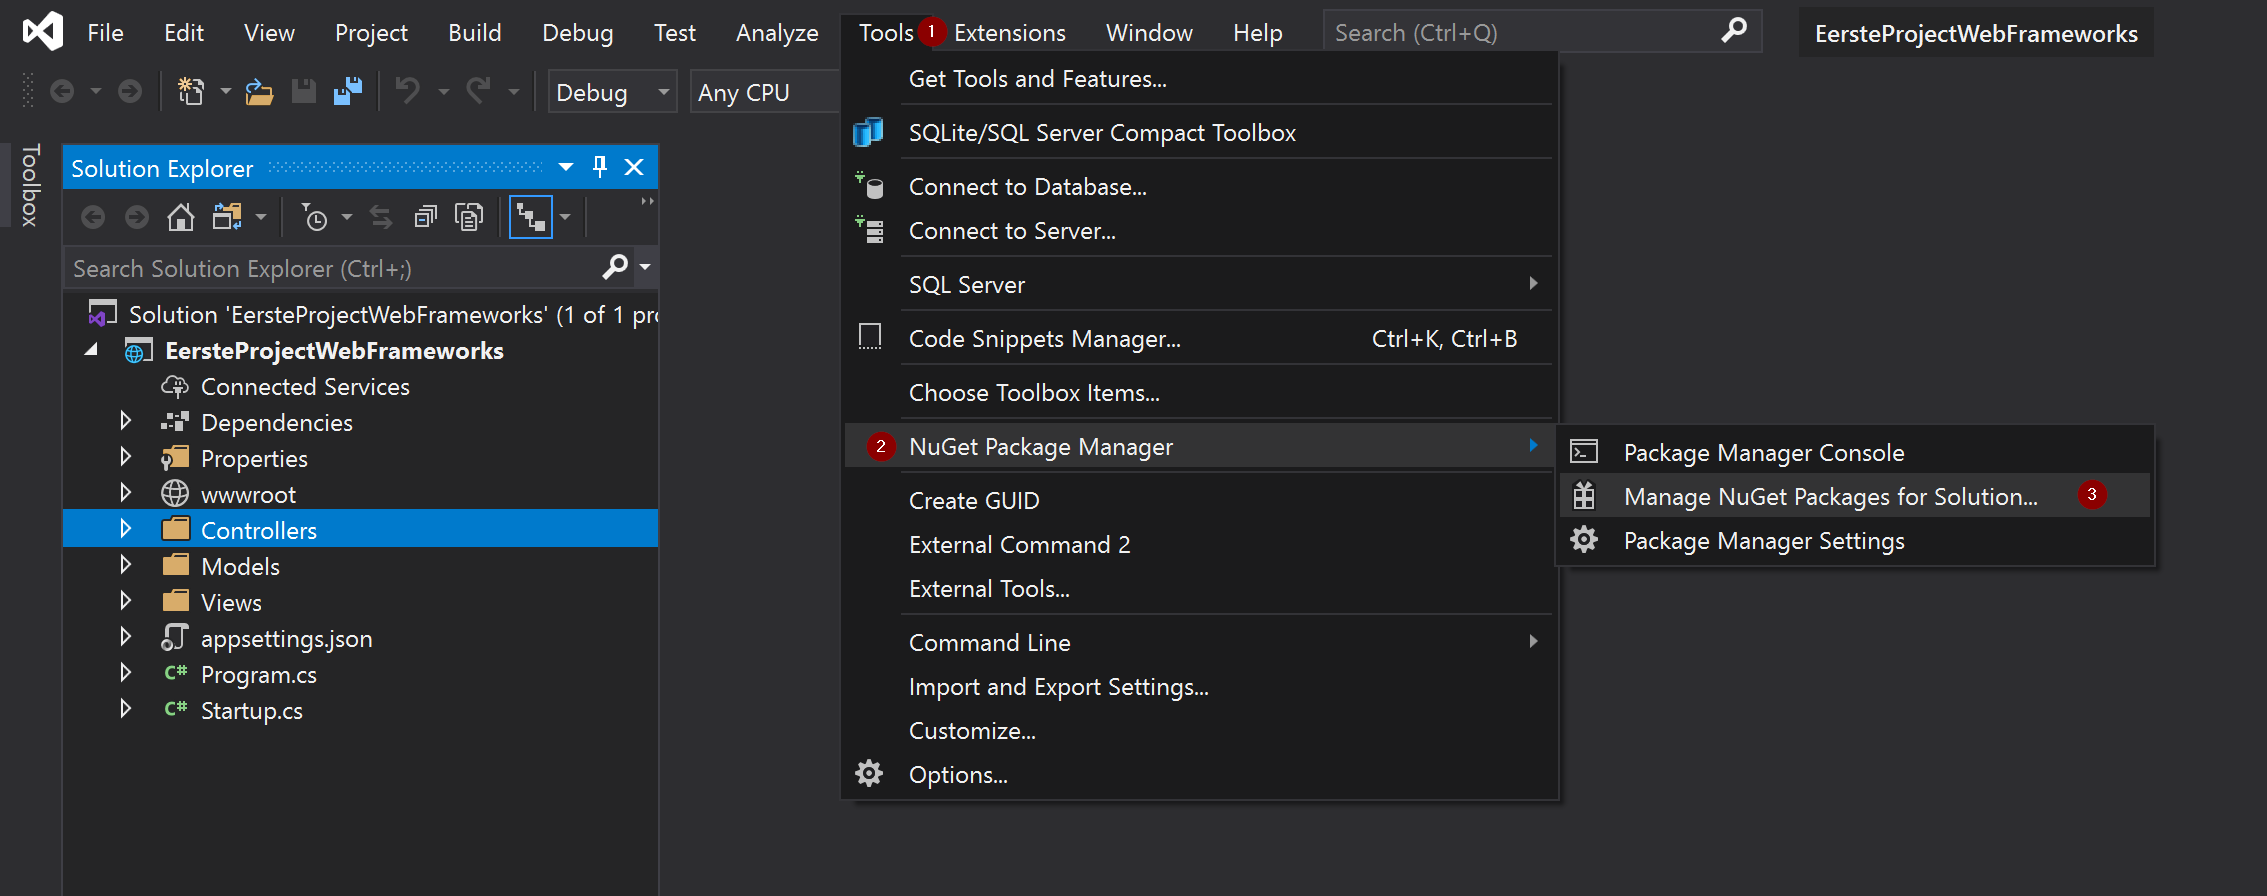 File Edit View Project Build Debug Test Analyze Tools 1 Extensions Window Help Search (Ctrl+Q) EersteProjectWebFrameworks
Debug Any CPU
Toolbox
Solution Explorer
Search Solution Explorer (Ctrl+;)
Solution 'EersteProjectWebFrameworks' (1 of 1 pro
EersteProjectWebFrameworks
Connected Services
Dependencies
Properties
wwwroot
Controllers
Models
Views
appsettings.json
C# Program.cs
C# Startup.cs
Get Tools and Features...
SQLite/SQL Server Compact Toolbox
Connect to Database...
Connect to Server...
SQL Server
Code Snippets Manager... Ctrl+K, Ctrl+B
Choose Toolbox Items...
2 NuGet Package Manager
Create GUID
External Command 2
External Tools...
Command Line
Import and Export Settings...
Customize...
Options...
Package Manager Console
Manage NuGet Packages for Solution... 3
Package Manager Settings